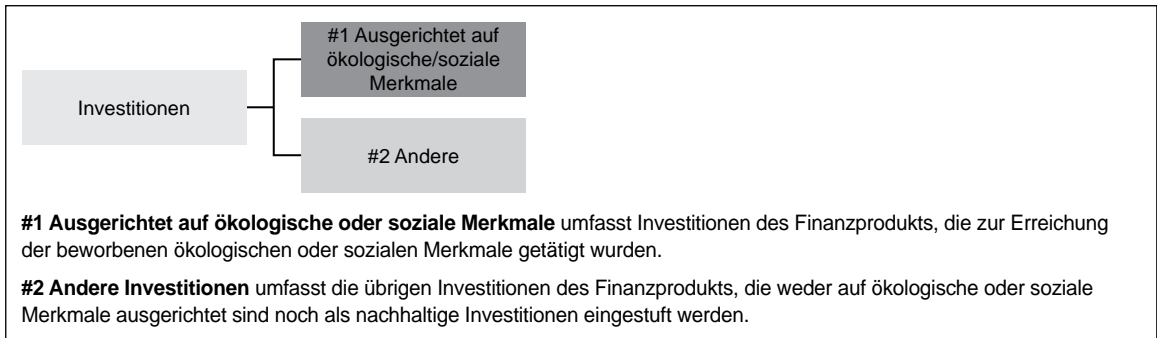 #1 Ausgerichtet auf
ökologische/soziale
Merkmale
Investitionen
#2 Andere
#1 Ausgerichtet auf ökologische oder soziale Merkmale umfasst Investitionen des Finanzprodukts, die zur Erreichung
der beworbenen ökologischen oder sozialen Merkmale getätigt wurden.
#2 Andere Investitionen umfasst die übrigen Investitionen des Finanzprodukts, die weder auf ökologische oder soziale
Merkmale ausgerichtet sind noch als nachhaltige Investitionen eingestuft werden.